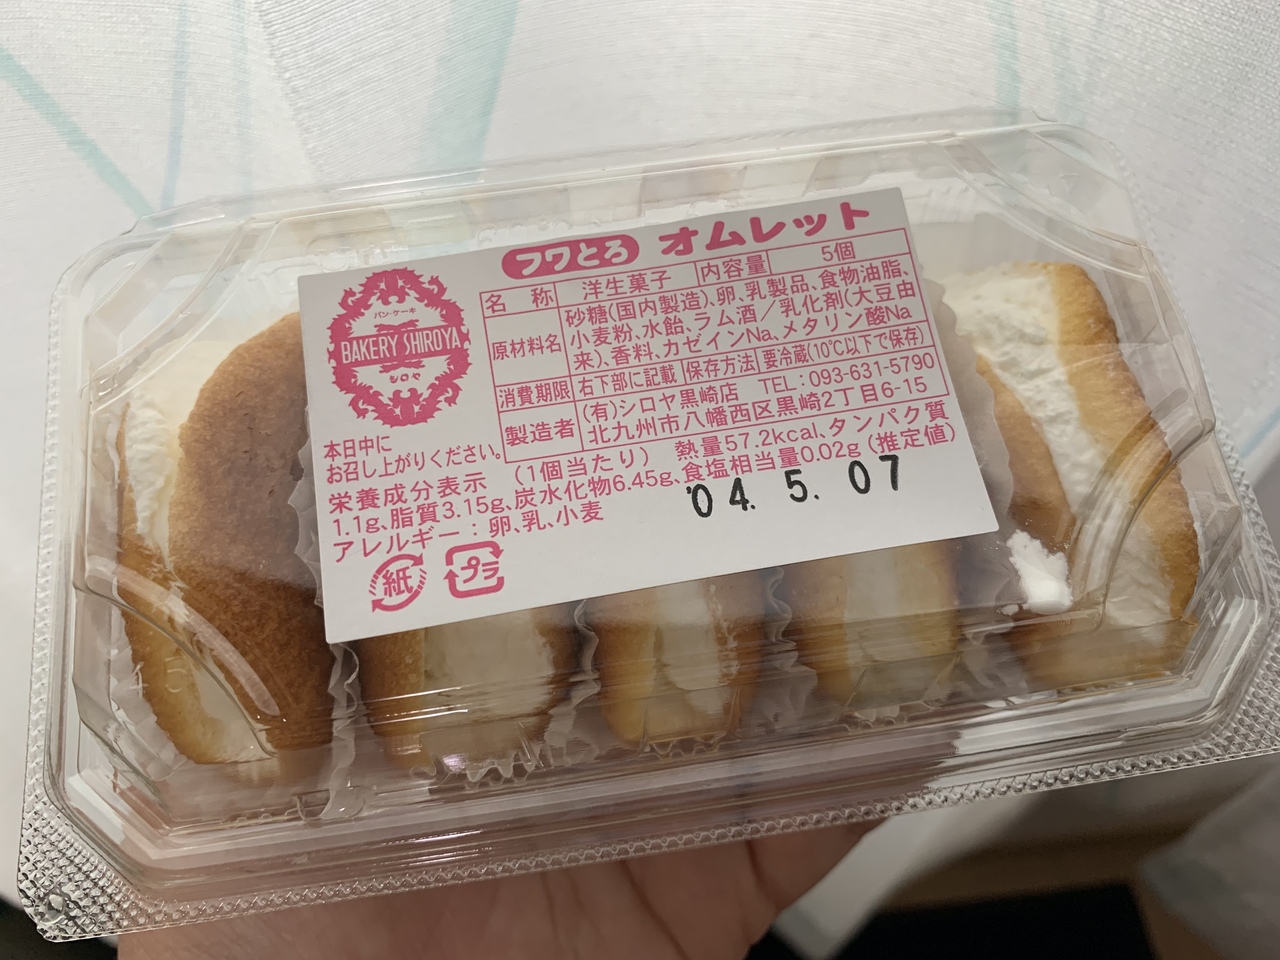 フワとろ オムレット
パン・ケーキ
BAKERY SHIROYA
シロヤ
名称 洋生菓子 内容量 5個
原材料名 砂糖(国内製造)、卵、乳製品、食物油脂、
小麦粉、水飴、ラム酒/乳化剤(大豆由
来)、香料、カゼインNa、メタリン酸Na
消費期限 右下部に記載 保存方法 要冷蔵(10℃以下で保存)
製造者 (有)シロヤ黒崎店 TEL:093-631-5790
北九州市八幡西区黒崎2丁目6-15
本日中に
お召し上がりください。
栄養成分表示 (1個当たり) 熱量57.2kcal、タンパク質
1.1g、脂質3.15g、炭水化物6.45g、食塩相当量0.02g(推定値)
アレルギー:卵、乳、小麦
'04. 5. 07
紙 プラ